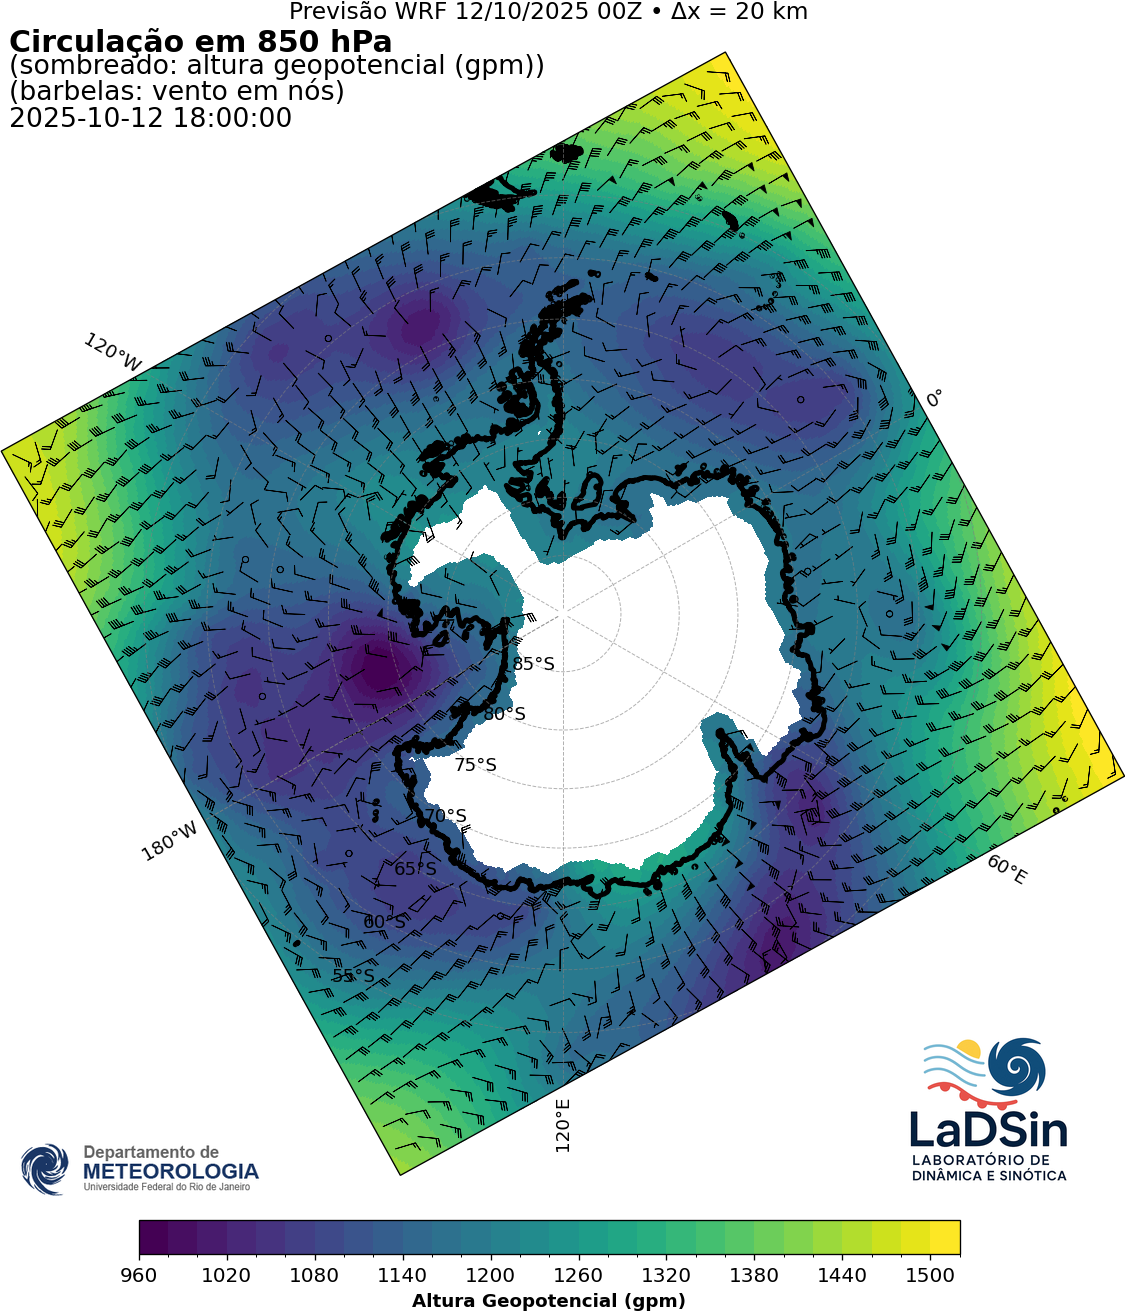 Previsão WRF 12/10/2025 00Z • Δx = 20 km
Circulação em 850 hPa
(sombreado: altura geopotencial (gpm))
(barbelas: vento em nós)
2025-10-12 18:00:00
120°W
0°
85°S
80°S
75°S
70°S
65°S
60°S
55°S
180°W
60°E
120°E
Departamento de
METEOROLOGIA
Universidade Federal do Rio de Janeiro
LaDSin
LABORATÓRIO DE
DINÂMICA E SINÓTICA
960 1020 1080 1140 1200 1260 1320 1380 1440 1500
Altura Geopotencial (gpm)